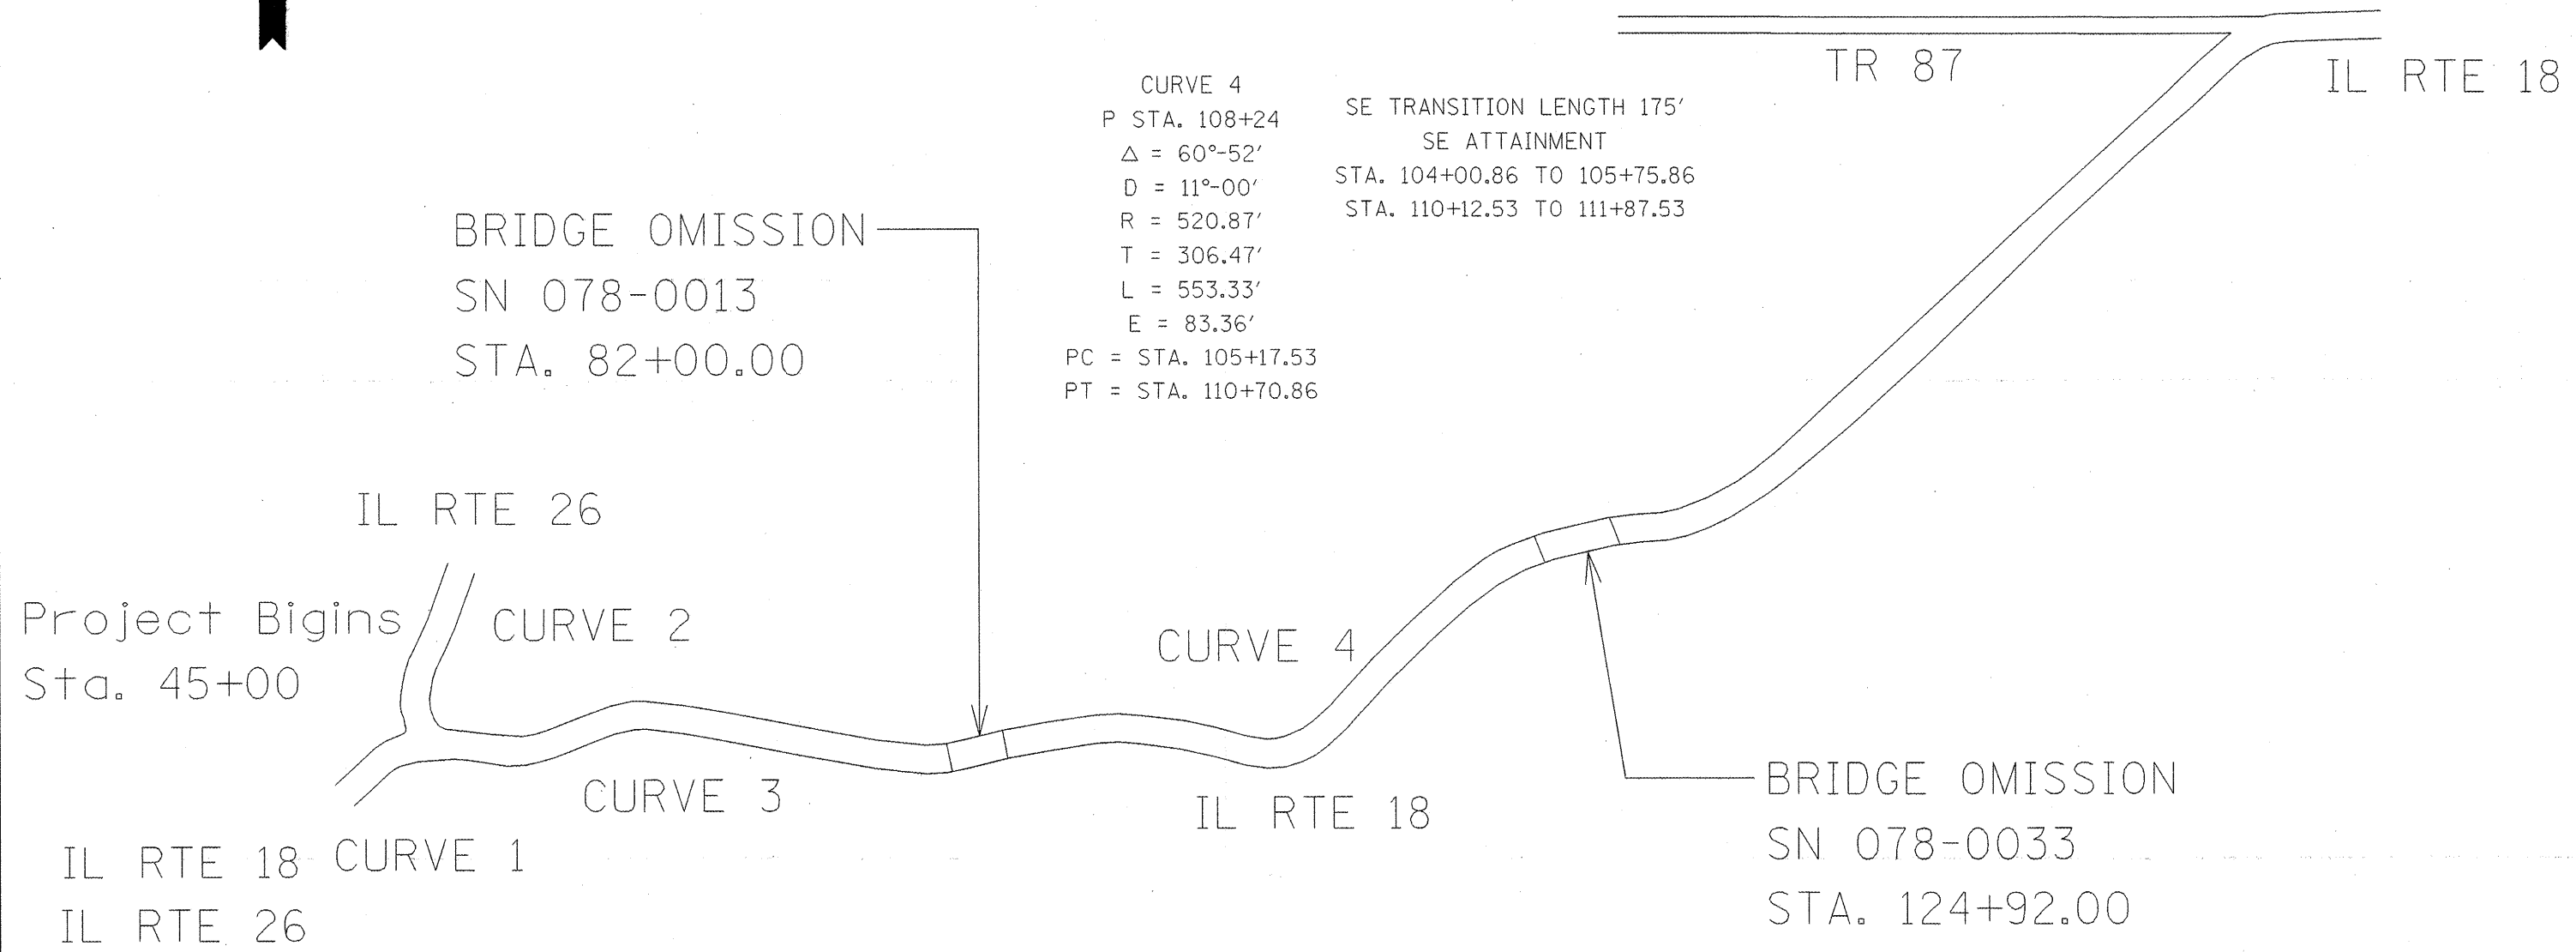 TR 87
IL RTE 18
CURVE 4
P STA. 108+24
Δ = 60°-52′
D = 11°-00′
R = 520.87′
T = 306.47′
L = 553.33′
E = 83.36′
PC = STA. 105+17.53
PT = STA. 110+70.86
SE TRANSITION LENGTH 175′
SE ATTAINMENT
STA. 104+00.86 TO 105+75.86
STA. 110+12.53 TO 111+87.53
BRIDGE OMISSION
SN 078-0013
STA. 82+00.00
IL RTE 26
Project Bigins
Sta. 45+00
CURVE 2
CURVE 4
CURVE 3
IL RTE 18
BRIDGE OMISSION
SN 078-0033
STA. 124+92.00
IL RTE 18
CURVE 1
IL RTE 26